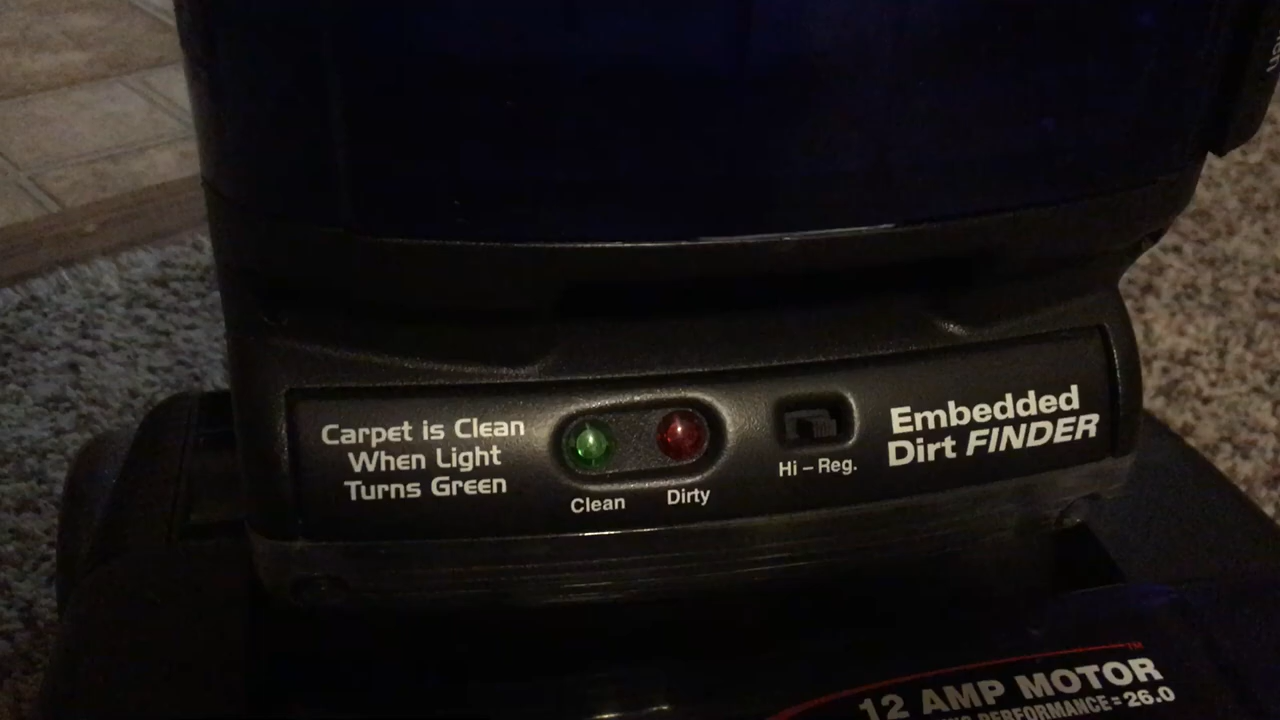 Carpet is Clean
When Light
Turns Green
Clean
Dirty
Hi – Reg.
Embedded
Dirt FINDER
12 AMP MOTOR™
PERFORMANCE=26.0